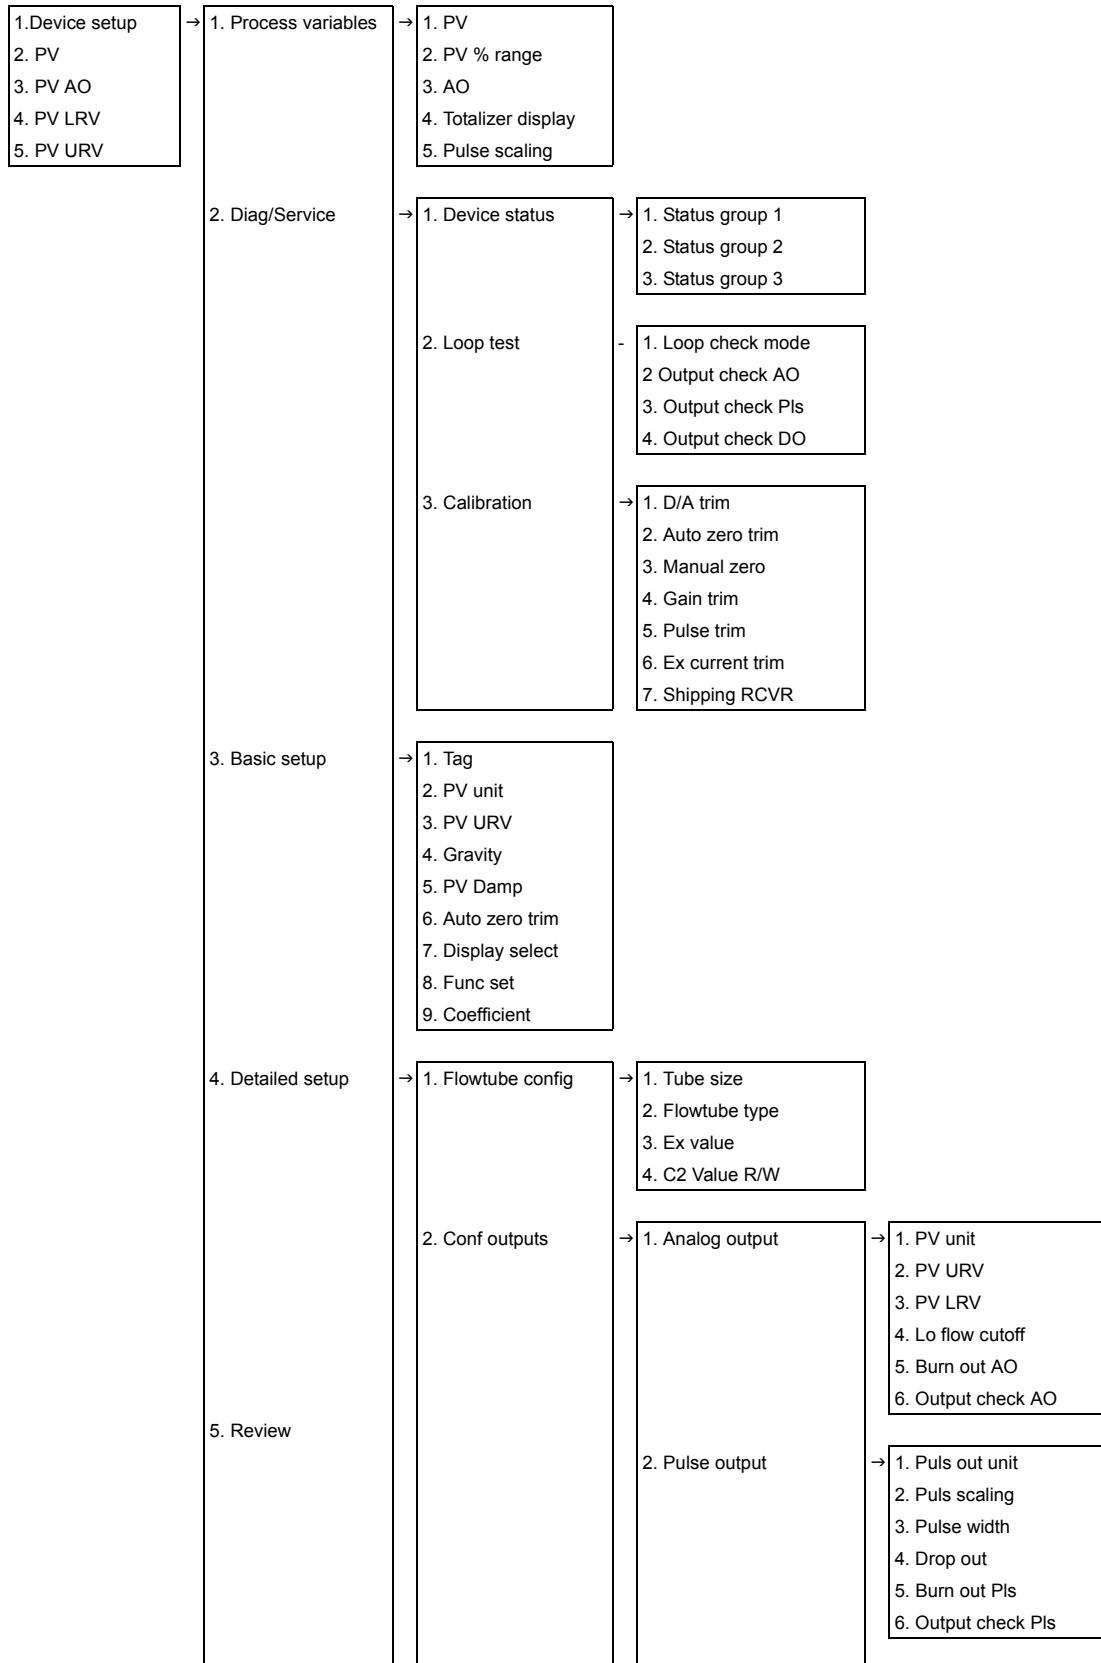 1.Device setup
2. PV
3. PV AO
4. PV LRV
5. PV URV
→ 1. Process variables
→ 1. PV
2. PV % range
3. AO
4. Totalizer display
5. Pulse scaling
2. Diag/Service
→ 1. Device status
→ 1. Status group 1
2. Status group 2
3. Status group 3
2. Loop test
- 1. Loop check mode
2 Output check AO
3. Output check Pls
4. Output check DO
3. Calibration
→ 1. D/A trim
2. Auto zero trim
3. Manual zero
4. Gain trim
5. Pulse trim
6. Ex current trim
7. Shipping RCVR
3. Basic setup
→ 1. Tag
2. PV unit
3. PV URV
4. Gravity
5. PV Damp
6. Auto zero trim
7. Display select
8. Func set
9. Coefficient
4. Detailed setup
→ 1. Flowtube config
→ 1. Tube size
2. Flowtube type
3. Ex value
4. C2 Value R/W
2. Conf outputs
→ 1. Analog output
→ 1. PV unit
2. PV URV
3. PV LRV
4. Lo flow cutoff
5. Burn out AO
6. Output check AO
5. Review
2. Pulse output
→ 1. Puls out unit
2. Puls scaling
3. Pulse width
4. Drop out
5. Burn out Pls
6. Output check Pls